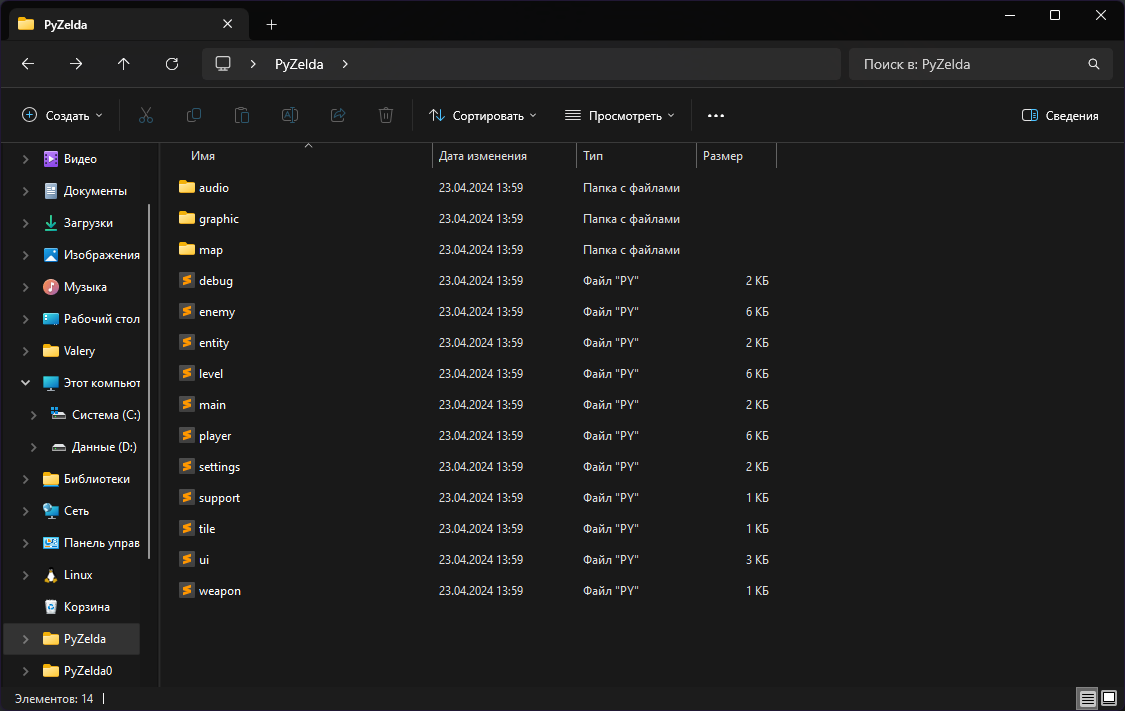 PyZelda
PyZelda
Поиск в: PyZelda
Создать
Сортировать
Просмотреть
Сведения
Видео
Документы
Загрузки
Изображения
Музыка
Рабочий стол
Valery
Этот компьют
Система (C:)
Данные (D:)
Библиотеки
Сеть
Панель управ
Linux
Корзина
PyZelda
PyZelda0
Имя Дата изменения Тип Размер
audio 23.04.2024 13:59 Папка с файлами
graphic 23.04.2024 13:59 Папка с файлами
map 23.04.2024 13:59 Папка с файлами
debug 23.04.2024 13:59 Файл "PY" 2 КБ
enemy 23.04.2024 13:59 Файл "PY" 6 КБ
entity 23.04.2024 13:59 Файл "PY" 2 КБ
level 23.04.2024 13:59 Файл "PY" 6 КБ
main 23.04.2024 13:59 Файл "PY" 2 КБ
player 23.04.2024 13:59 Файл "PY" 6 КБ
settings 23.04.2024 13:59 Файл "PY" 2 КБ
support 23.04.2024 13:59 Файл "PY" 1 КБ
tile 23.04.2024 13:59 Файл "PY" 1 КБ
ui 23.04.2024 13:59 Файл "PY" 3 КБ
weapon 23.04.2024 13:59 Файл "PY" 1 КБ
Элементов: 14